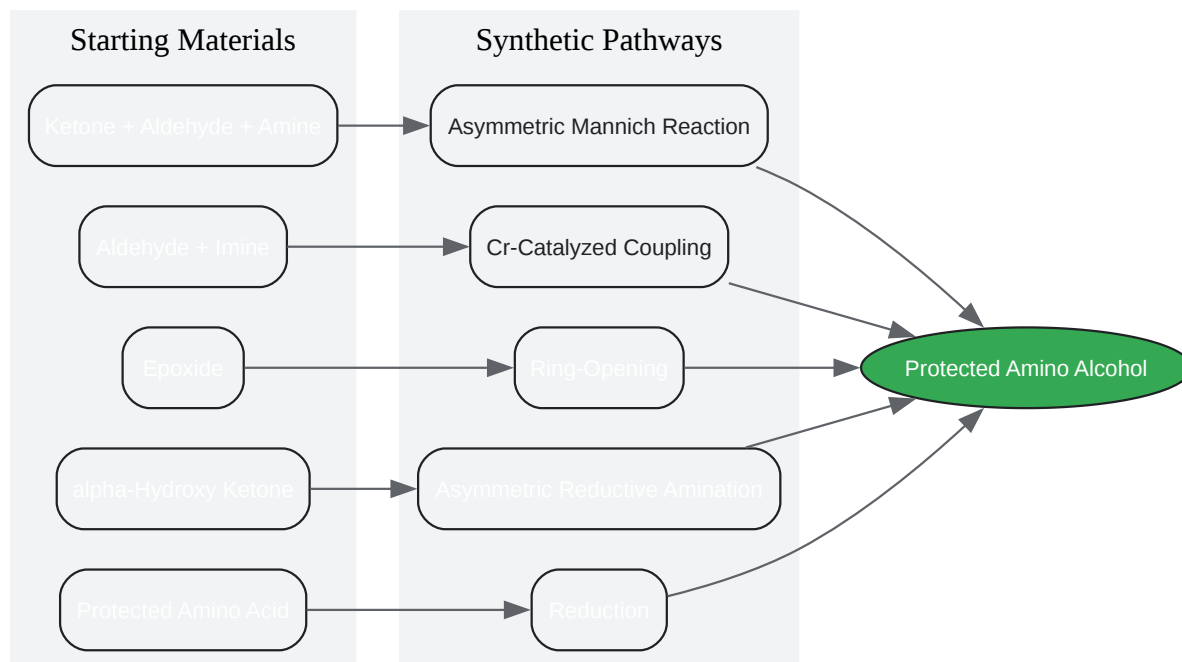 Starting Materials
Synthetic Pathways
Ketone + Aldehyde + Amine
Asymmetric Mannich Reaction
Aldehyde + Imine
Cr-Catalyzed Coupling
Epoxide
Ring-Opening
Protected Amino Alcohol
alpha-Hydroxy Ketone
Asymmetric Reductive Amination
Protected Amino Acid
Reduction